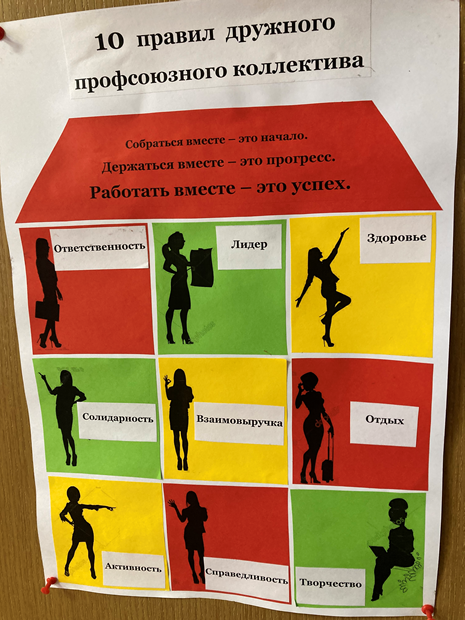 10 правил дружного
профсоюзного коллектива
Собраться вместе – это начало.
Держаться вместе – это прогресс.
Работать вместе – это успех.
Ответственность
Лидер
Здоровье
Солидарность
Взаимовыручка
Отдых
Активность
Справедливость
Творчество